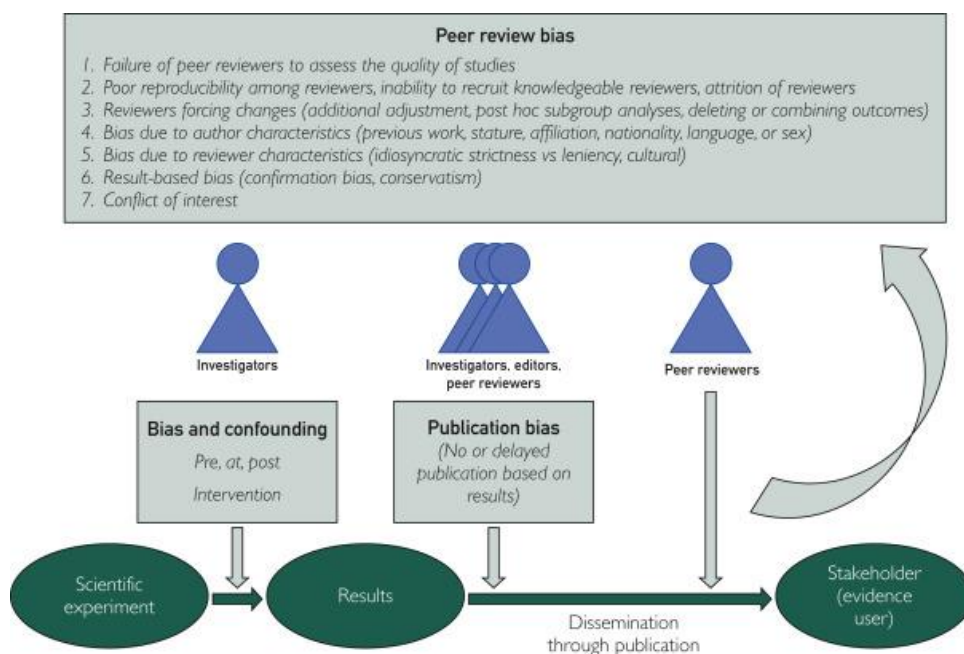 Peer review bias
1. Failure of peer reviewers to assess the quality of studies
2. Poor reproducibility among reviewers, inability to recruit knowledgeable reviewers, attrition of reviewers
3. Reviewers forcing changes (additional adjustment, post hoc subgroup analyses, deleting or combining outcomes)
4. Bias due to author characteristics (previous work, stature, affiliation, nationality, language, or sex)
5. Bias due to reviewer characteristics (idiosyncratic strictness vs leniency, cultural)
6. Result-based bias (confirmation bias, conservatism)
7. Conflict of interest
Investigators
Investigators, editors,
peer reviewers
Peer reviewers
Bias and confounding
Pre, at, post
Intervention
Publication bias
(No or delayed
publication based on
results)
Scientific
experiment
Results
Dissemination
through publication
Stakeholder
(evidence
user)